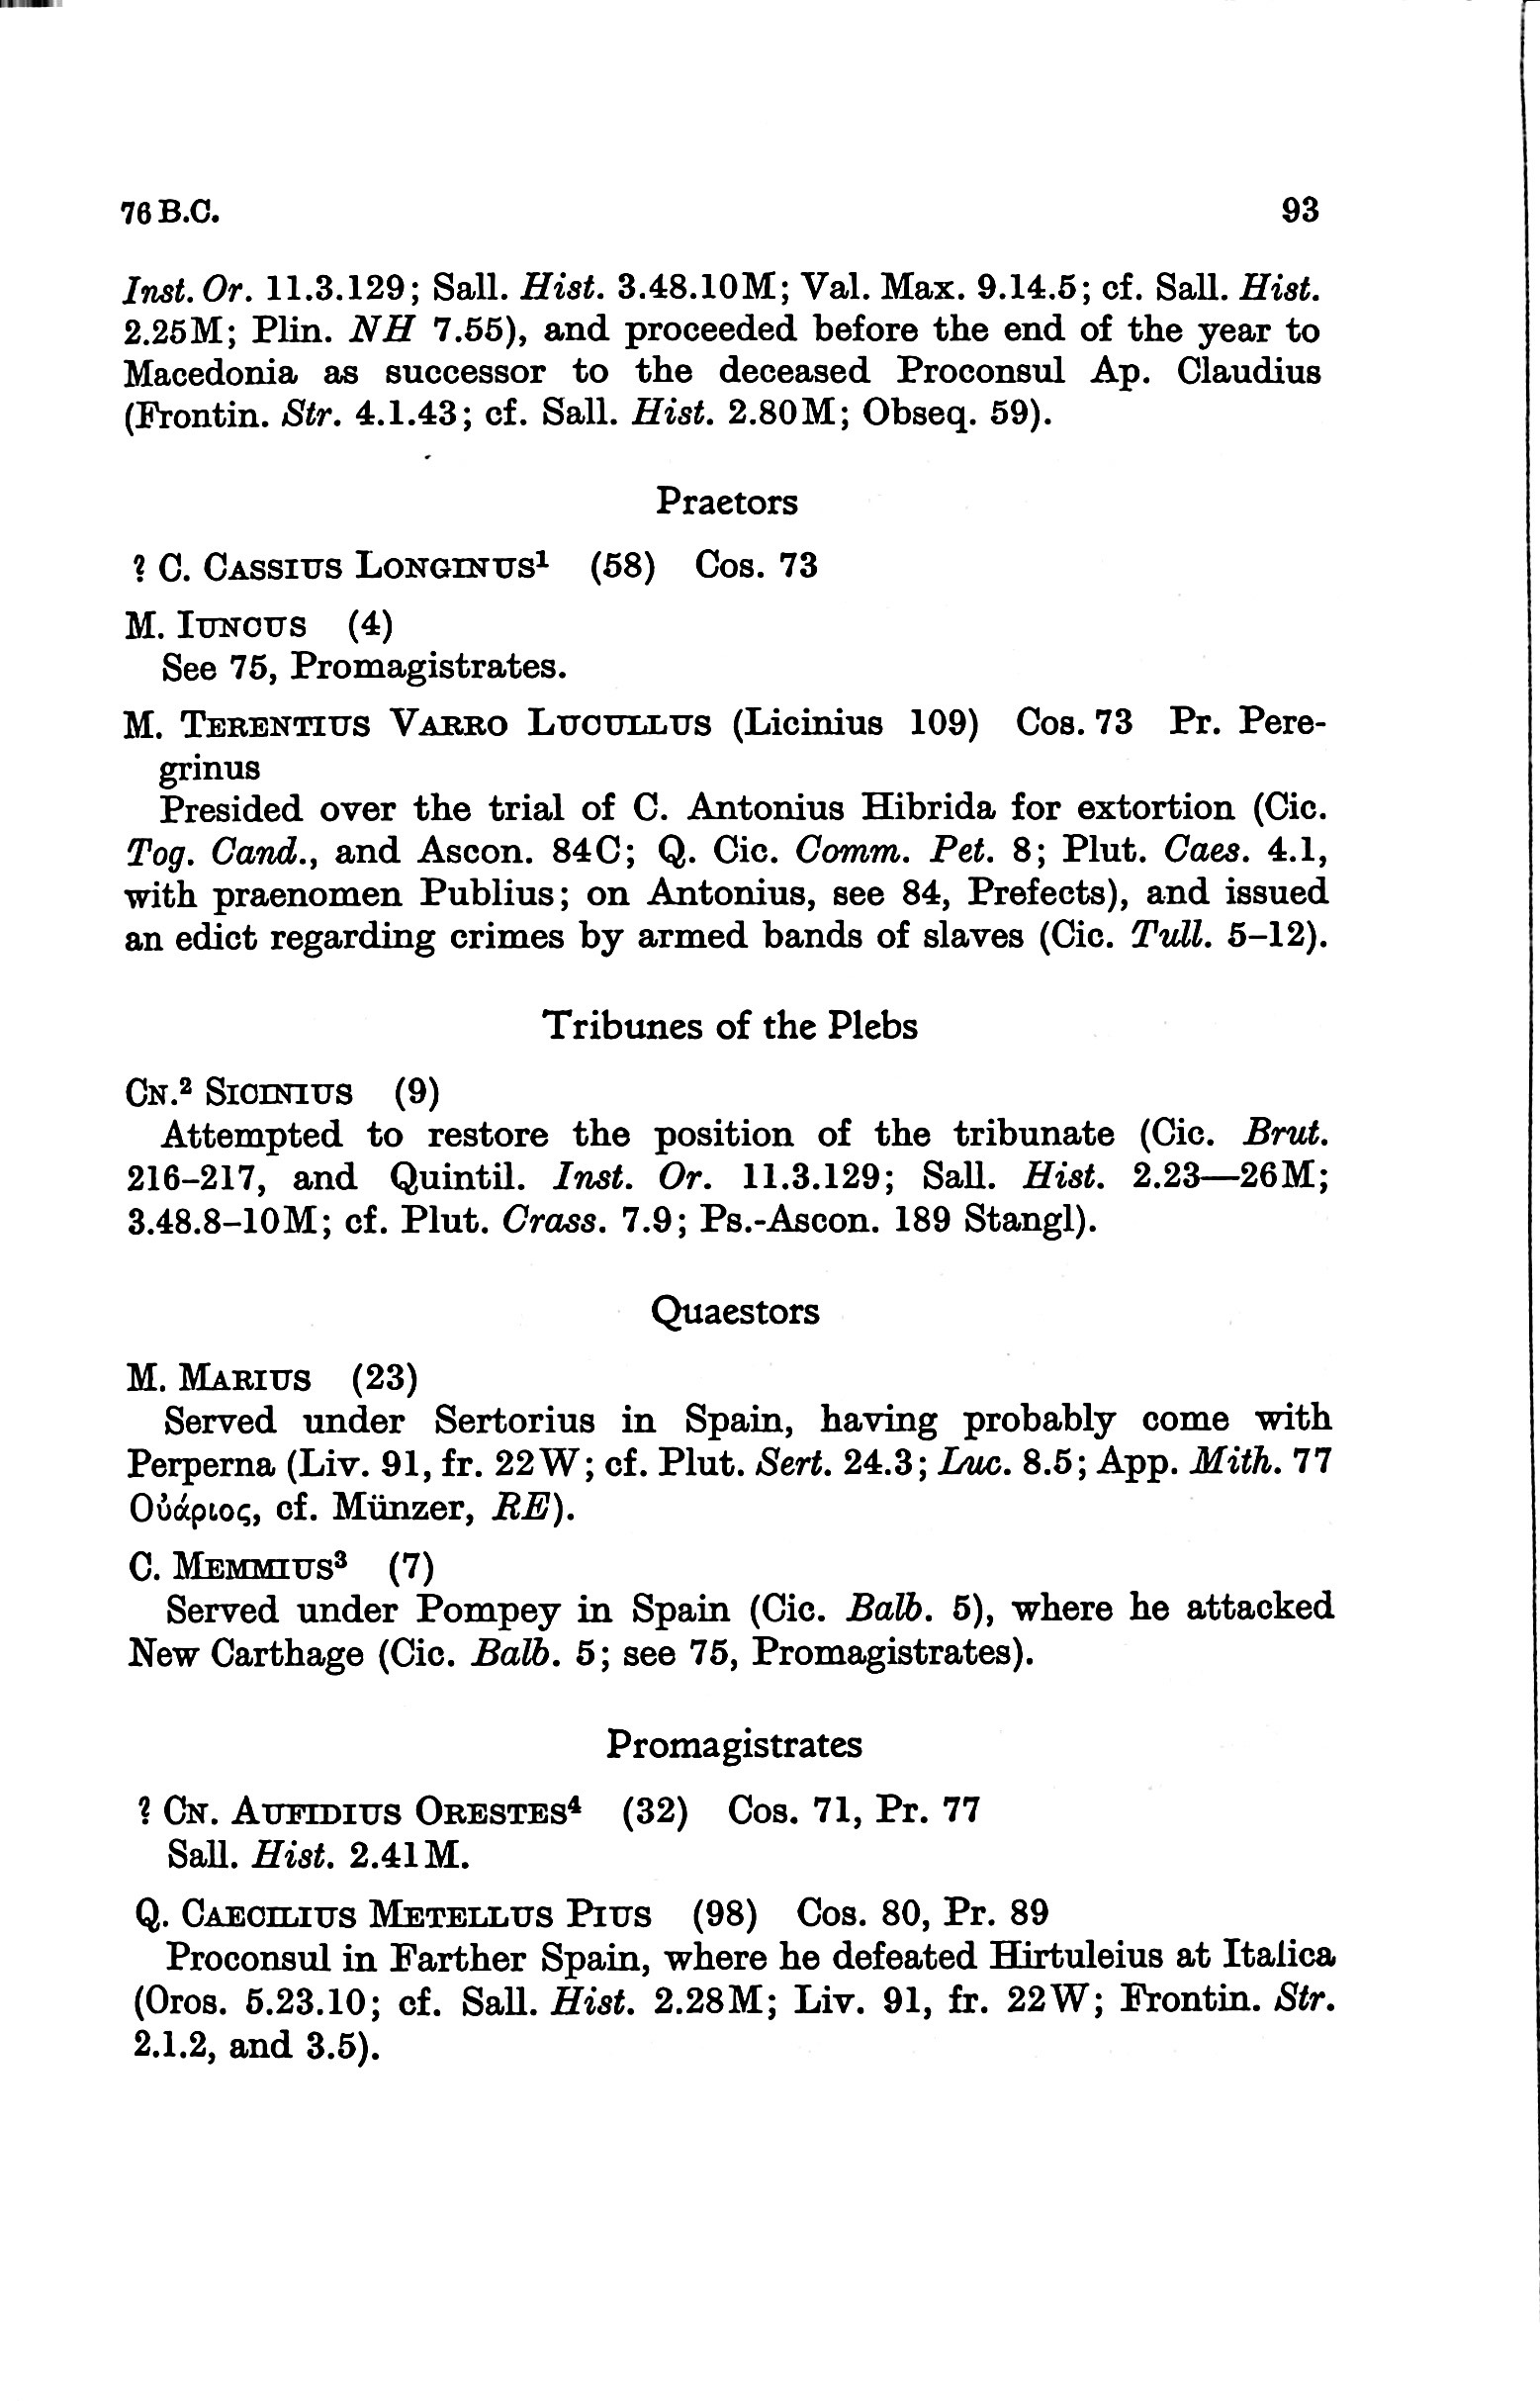 76 B.C. 93
Inst. Or. 11.3.129; Sall. Hist. 3.48.10M; Val. Max. 9.14.5; cf. Sall. Hist.
2.25M; Plin. NH 7.55), and proceeded before the end of the year to
Macedonia as successor to the deceased Proconsul Ap. Claudius
(Frontin. Str. 4.1.43; cf. Sall. Hist. 2.80M; Obseq. 59).
Praetors
? C. Cassius Longinus¹ (58) Cos. 73
M. Iuncus (4)
See 75, Promagistrates.
M. Terentius Varro Lucullus (Licinius 109) Cos. 73 Pr. Pere-
grinus
Presided over the trial of C. Antonius Hibrida for extortion (Cic.
Tog. Cand., and Ascon. 84C; Q. Cic. Comm. Pet. 8; Plut. Caes. 4.1,
with praenomen Publius; on Antonius, see 84, Prefects), and issued
an edict regarding crimes by armed bands of slaves (Cic. Tull. 5–12).
Tribunes of the Plebs
Cn.² Sicinius (9)
Attempted to restore the position of the tribunate (Cic. Brut.
216–217, and Quintil. Inst. Or. 11.3.129; Sall. Hist. 2.23—26M;
3.48.8–10M; cf. Plut. Crass. 7.9; Ps.-Ascon. 189 Stangl).
Quaestors
M. Marius (23)
Served under Sertorius in Spain, having probably come with
Perperna (Liv. 91, fr. 22W; cf. Plut. Sert. 24.3; Luc. 8.5; App. Mith. 77
Οὐάριος, cf. Münzer, RE).
C. Memmius³ (7)
Served under Pompey in Spain (Cic. Balb. 5), where he attacked
New Carthage (Cic. Balb. 5; see 75, Promagistrates).
Promagistrates
? Cn. Aufidius Orestes⁴ (32) Cos. 71, Pr. 77
Sall. Hist. 2.41M.
Q. Caecilius Metellus Pius (98) Cos. 80, Pr. 89
Proconsul in Farther Spain, where he defeated Hirtuleius at Italica
(Oros. 5.23.10; cf. Sall. Hist. 2.28M; Liv. 91, fr. 22W; Frontin. Str.
2.1.2, and 3.5).